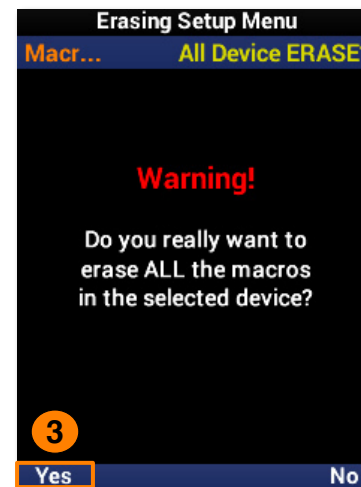 Erasing Setup Menu
Macr... All Device ERASE
Warning!
Do you really want to
erase ALL the macros
in the selected device?
3
Yes No